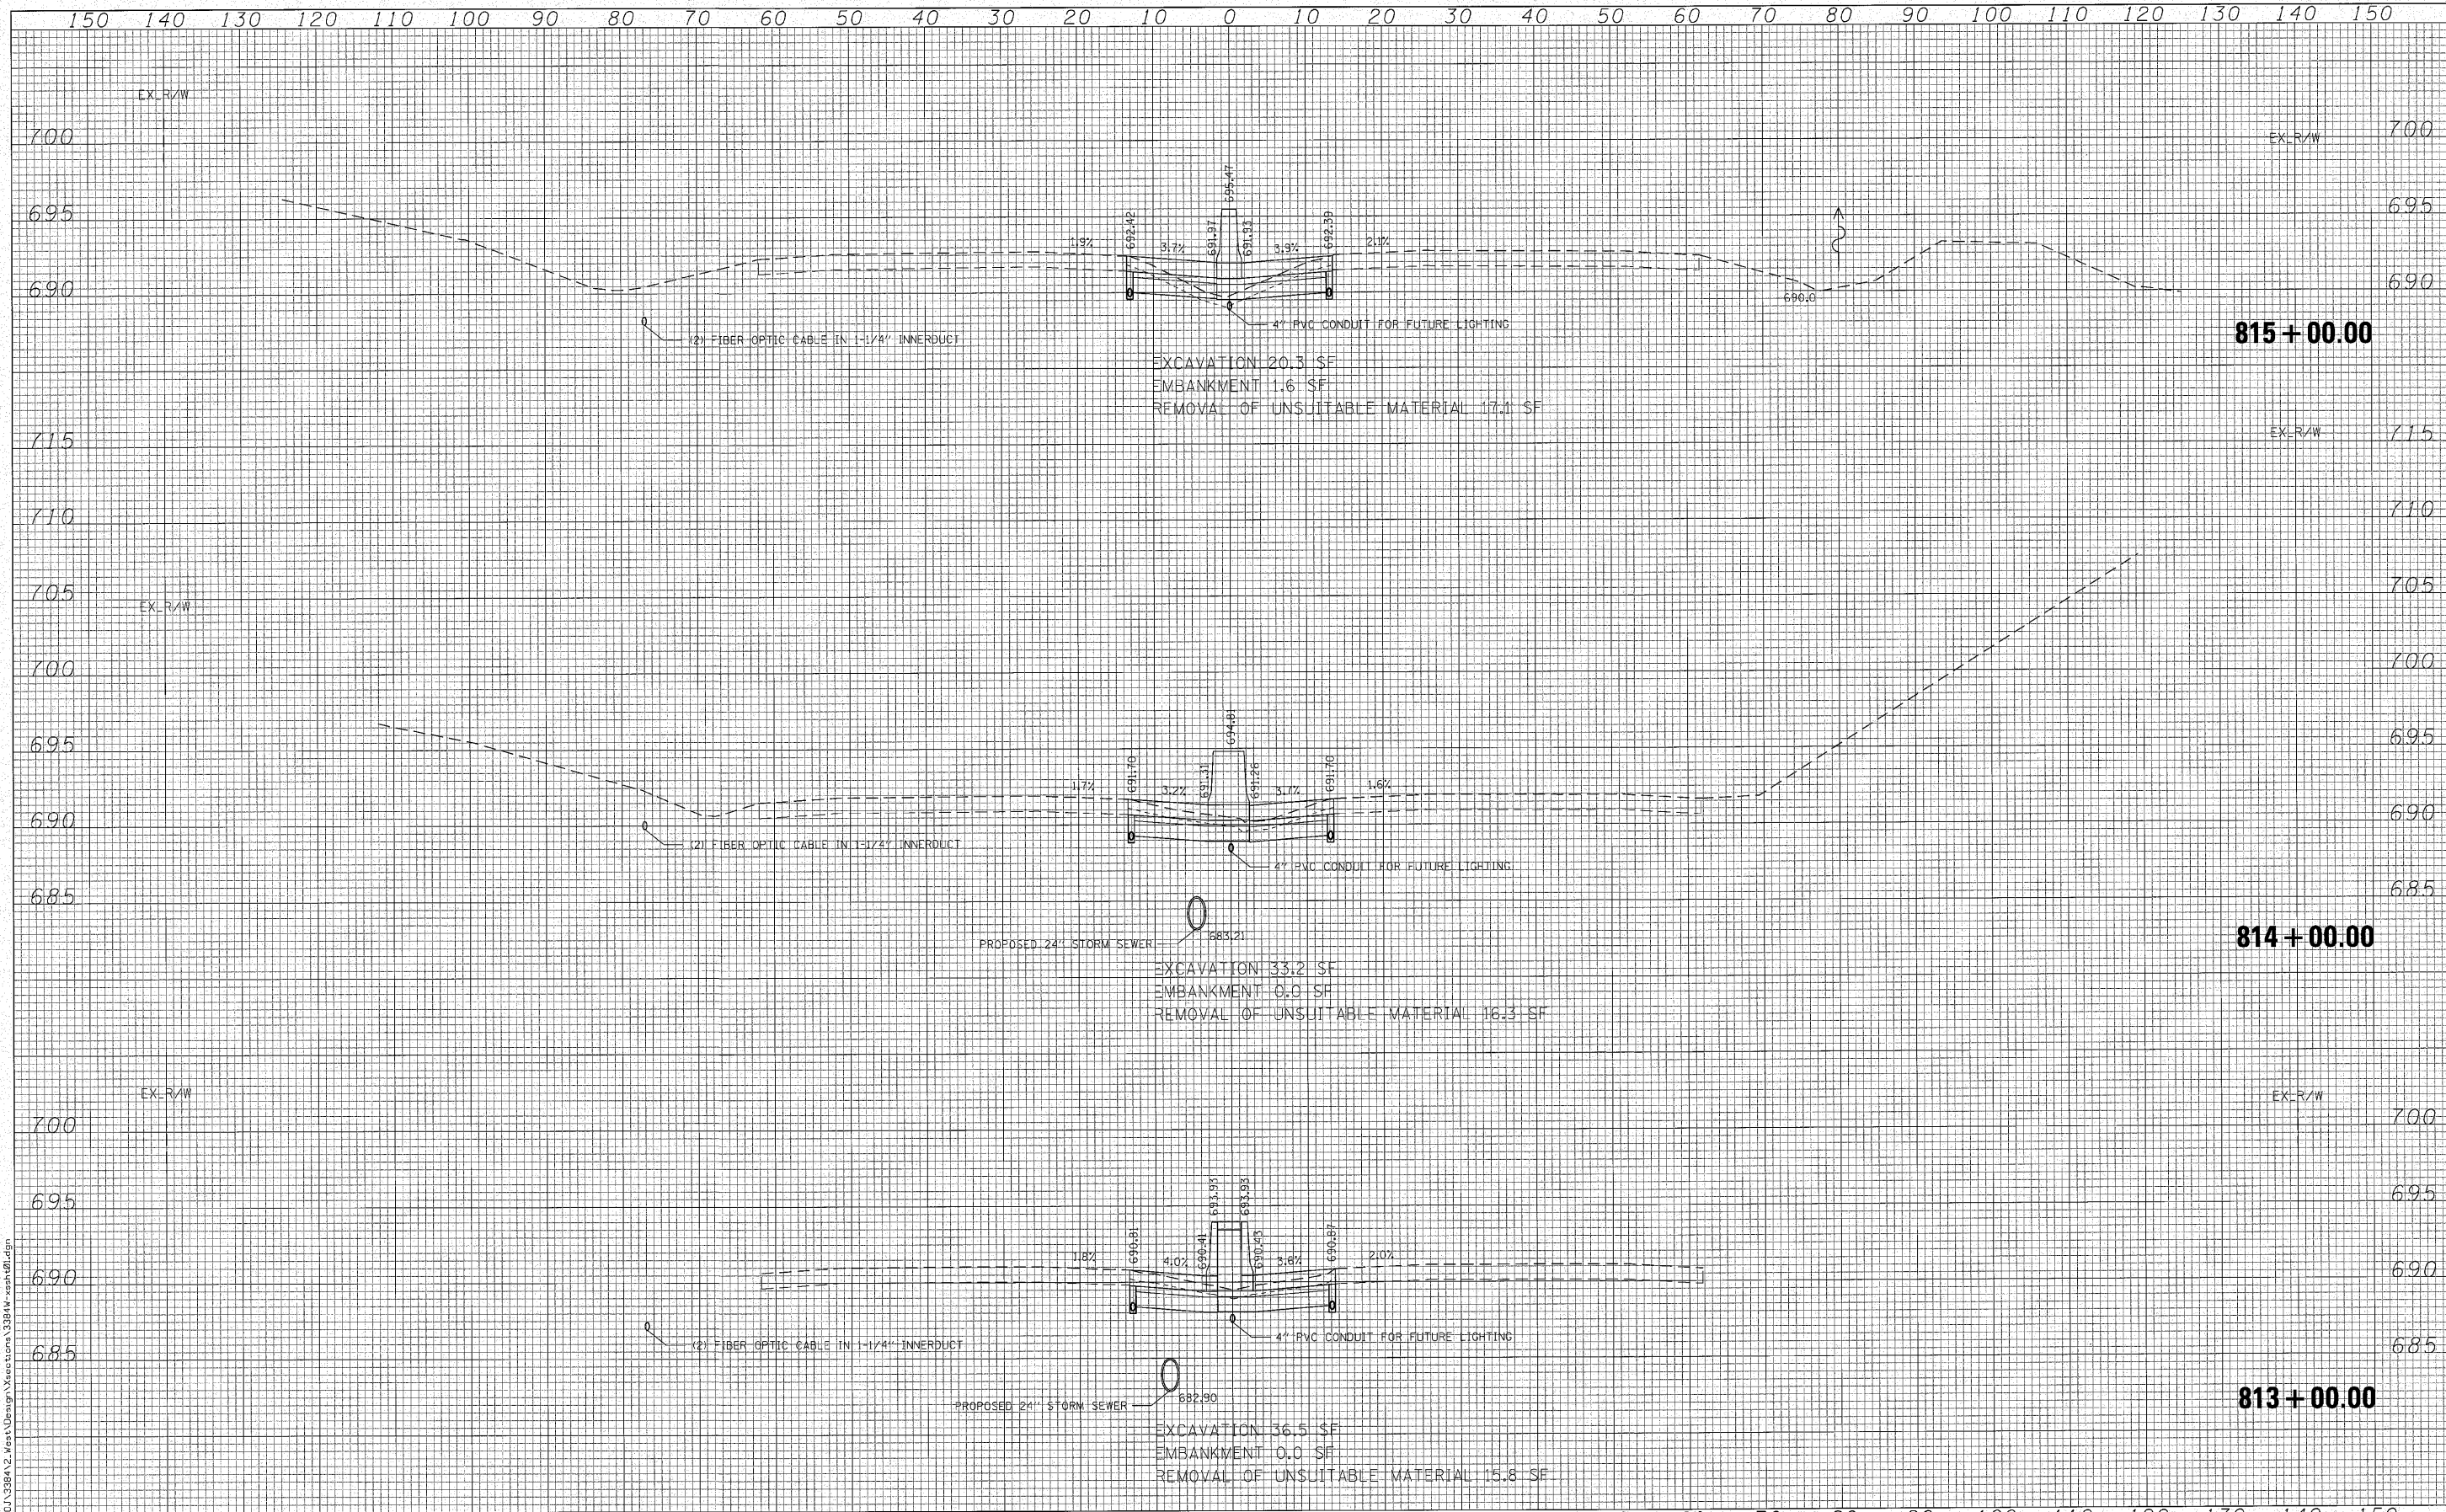 150 140 130 120 110 100 90 80 70 60 50 40 30 20 10 0 10 20 30 40 50 60 70 80 90 100 110 120 130 140 150
EX_R/W
700 EX_R/W 700
695.47
695 692.42 691.97 691.93 692.39 695
1.9% 3.7% 3.9% 2.1%
690 690.0 690
(2) FIBER OPTIC CABLE IN 1-1/4" INNERDUCT
4" PVC CONDUIT FOR FUTURE LIGHTING
815+00.00
EXCAVATION 20.3 SF
EMBANKMENT 1.6 SF
REMOVAL OF UNSUITABLE MATERIAL 17.1 SF
715 EX_R/W 715
710 710
705 705
EX_R/W
700 700
694.81
695 695
691.70 691.31 691.26 691.70
1.7% 3.2% 3.7% 1.6%
690 690
(2) FIBER OPTIC CABLE IN 1-1/4" INNERDUCT
4" PVC CONDUIT FOR FUTURE LIGHTING
685 685
683.21
PROPOSED 24" STORM SEWER
814+00.00
EXCAVATION 33.2 SF
EMBANKMENT 0.0 SF
REMOVAL OF UNSUITABLE MATERIAL 16.3 SF
EX_R/W EX_R/W
700 700
695 693.93 693.93 695
690.81 690.41 690.43 690.87
1.8% 4.0% 3.6% 2.0%
690 690
(2) FIBER OPTIC CABLE IN 1-1/4" INNERDUCT
4" PVC CONDUIT FOR FUTURE LIGHTING
685 685
682.90
PROPOSED 24" STORM SEWER
813+00.00
EXCAVATION 36.5 SF
EMBANKMENT 0.0 SF
REMOVAL OF UNSUITABLE MATERIAL 15.8 SF
\3384\2.West\Design\Xsections\3384W-xssht01.dgn